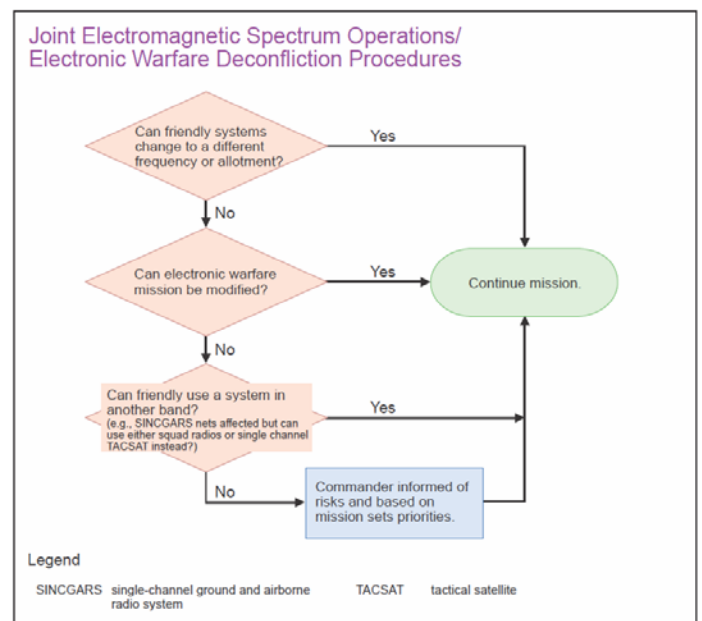 Joint Electromagnetic Spectrum Operations/
Electronic Warfare Deconfliction Procedures
Can friendly systems
change to a different
frequency or allotment?
Yes
No
Can electronic warfare
mission be modified?
Yes
Continue mission.
No
Can friendly use a system in
another band?
(e.g., SINCGARS nets affected but can
use either squad radios or single channel
TACSAT instead?)
Yes
No
Commander informed of
risks and based on
mission sets priorities.
Legend
SINCGARS single-channel ground and airborne
radio system
TACSAT tactical satellite